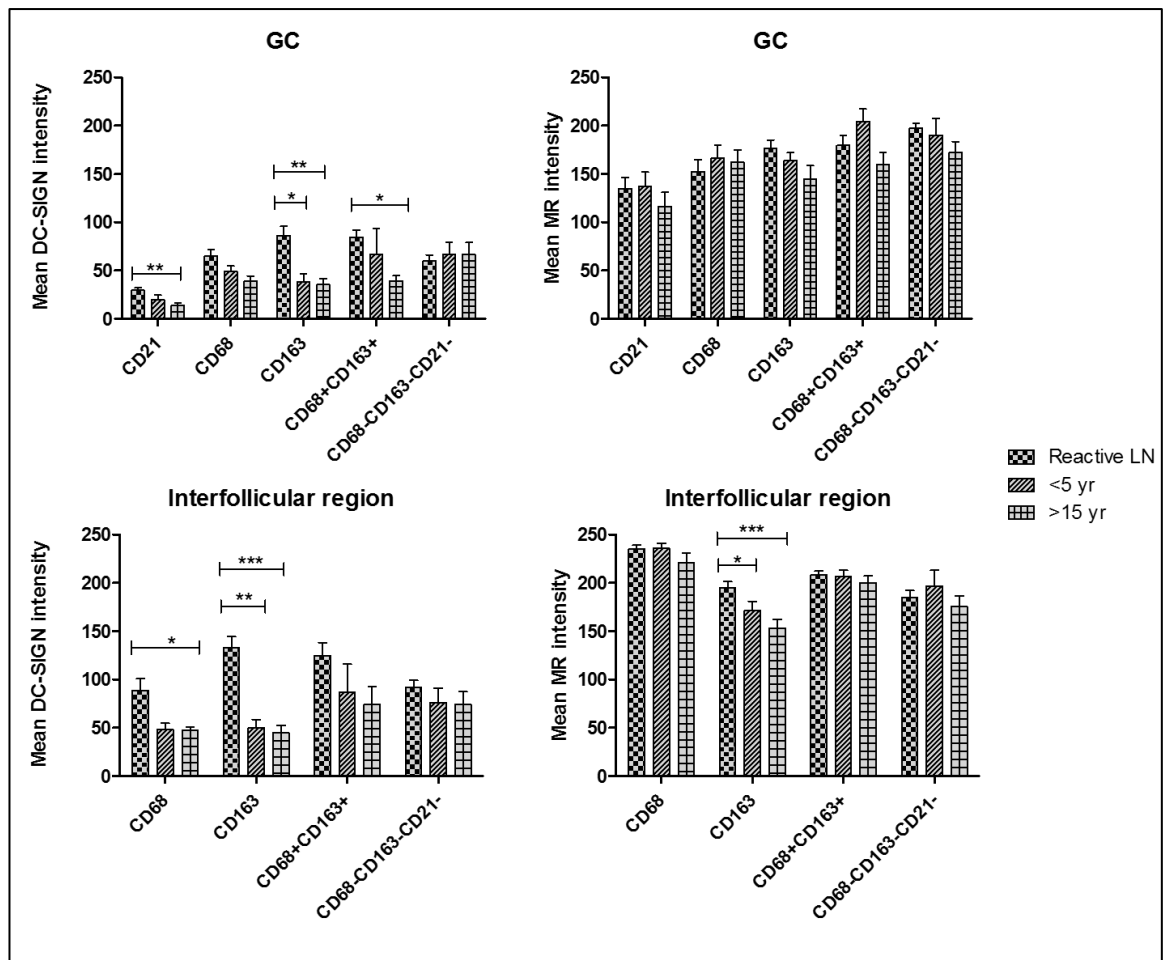 GC
Mean DC-SIGN intensity
250
200
150
100
50
0
**
*
**
*
**
CD21
CD68
CD163
CD68+CD163+
CD68-CD163-CD21-
GC
Mean MR intensity
250
200
150
100
50
0
CD21
CD68
CD163
CD68+CD163+
CD68-CD163-CD21-
Reactive LN
<5 yr
>15 yr
Interfollicular region
Mean DC-SIGN intensity
250
200
150
100
50
0
***
**
*
CD68
CD163
CD68+CD163+
CD68-CD163-CD21-
Interfollicular region
Mean MR intensity
250
200
150
100
50
0
***
*
CD68
CD163
CD68+CD163+
CD68-CD163-CD21-